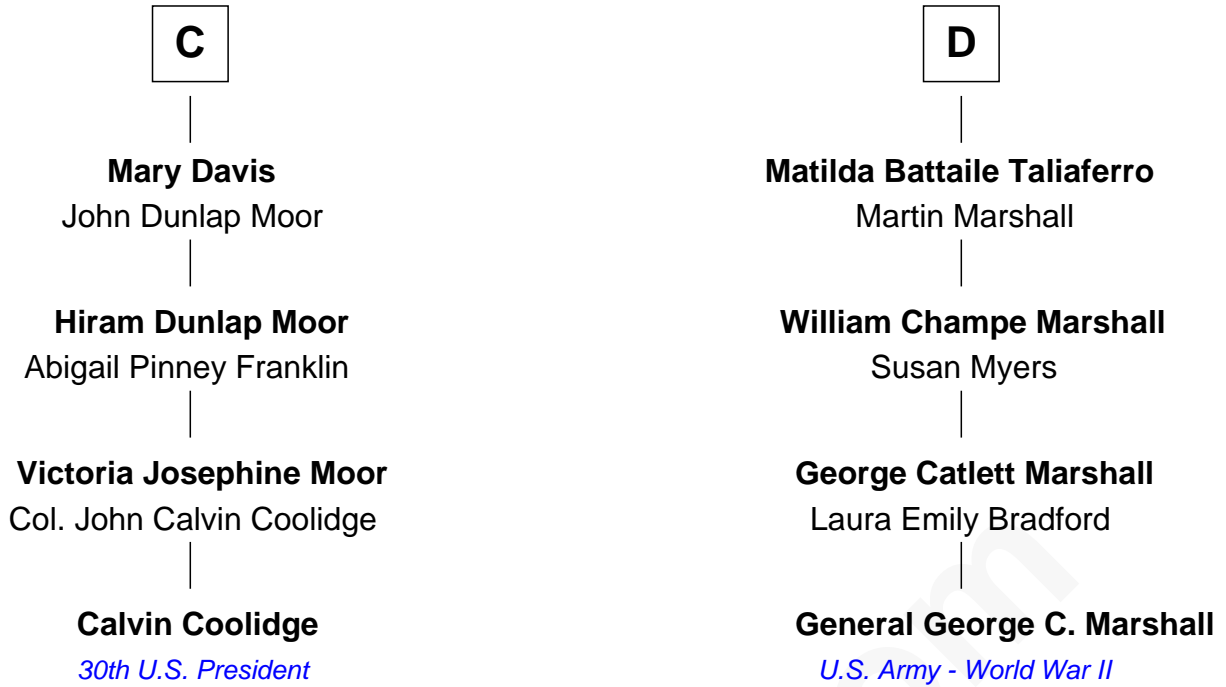 C
Mary Davis
John Dunlap Moor
Hiram Dunlap Moor
Abigail Pinney Franklin
Victoria Josephine Moor
Col. John Calvin Coolidge
Calvin Coolidge
30th U.S. President
D
Matilda Battaile Taliaferro
Martin Marshall
William Champe Marshall
Susan Myers
George Catlett Marshall
Laura Emily Bradford
General George C. Marshall
U.S. Army - World War II